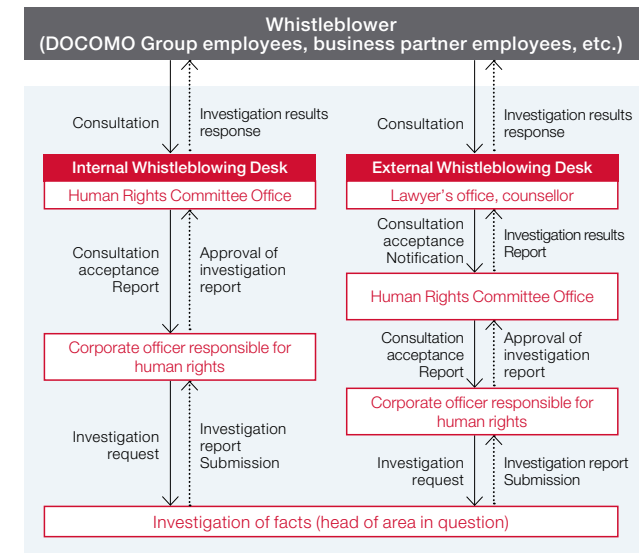 Whistleblower
(DOCOMO Group employees, business partner employees, etc.)
Consultation
Investigation results
response
Consultation
Investigation results
response
Internal Whistleblowing Desk
Human Rights Committee Office
External Whistleblowing Desk
Lawyer's office, counsellor
Consultation
acceptance
Report
Approval of
investigation
report
Consultation
acceptance
Notification
Investigation results
Report
Human Rights Committee Office
Corporate officer responsible for
human rights
Consultation
acceptance
Report
Approval of
investigation
report
Corporate officer responsible for
human rights
Investigation
request
Investigation
report
Submission
Investigation
request
Investigation report
Submission
Investigation of facts (head of area in question)